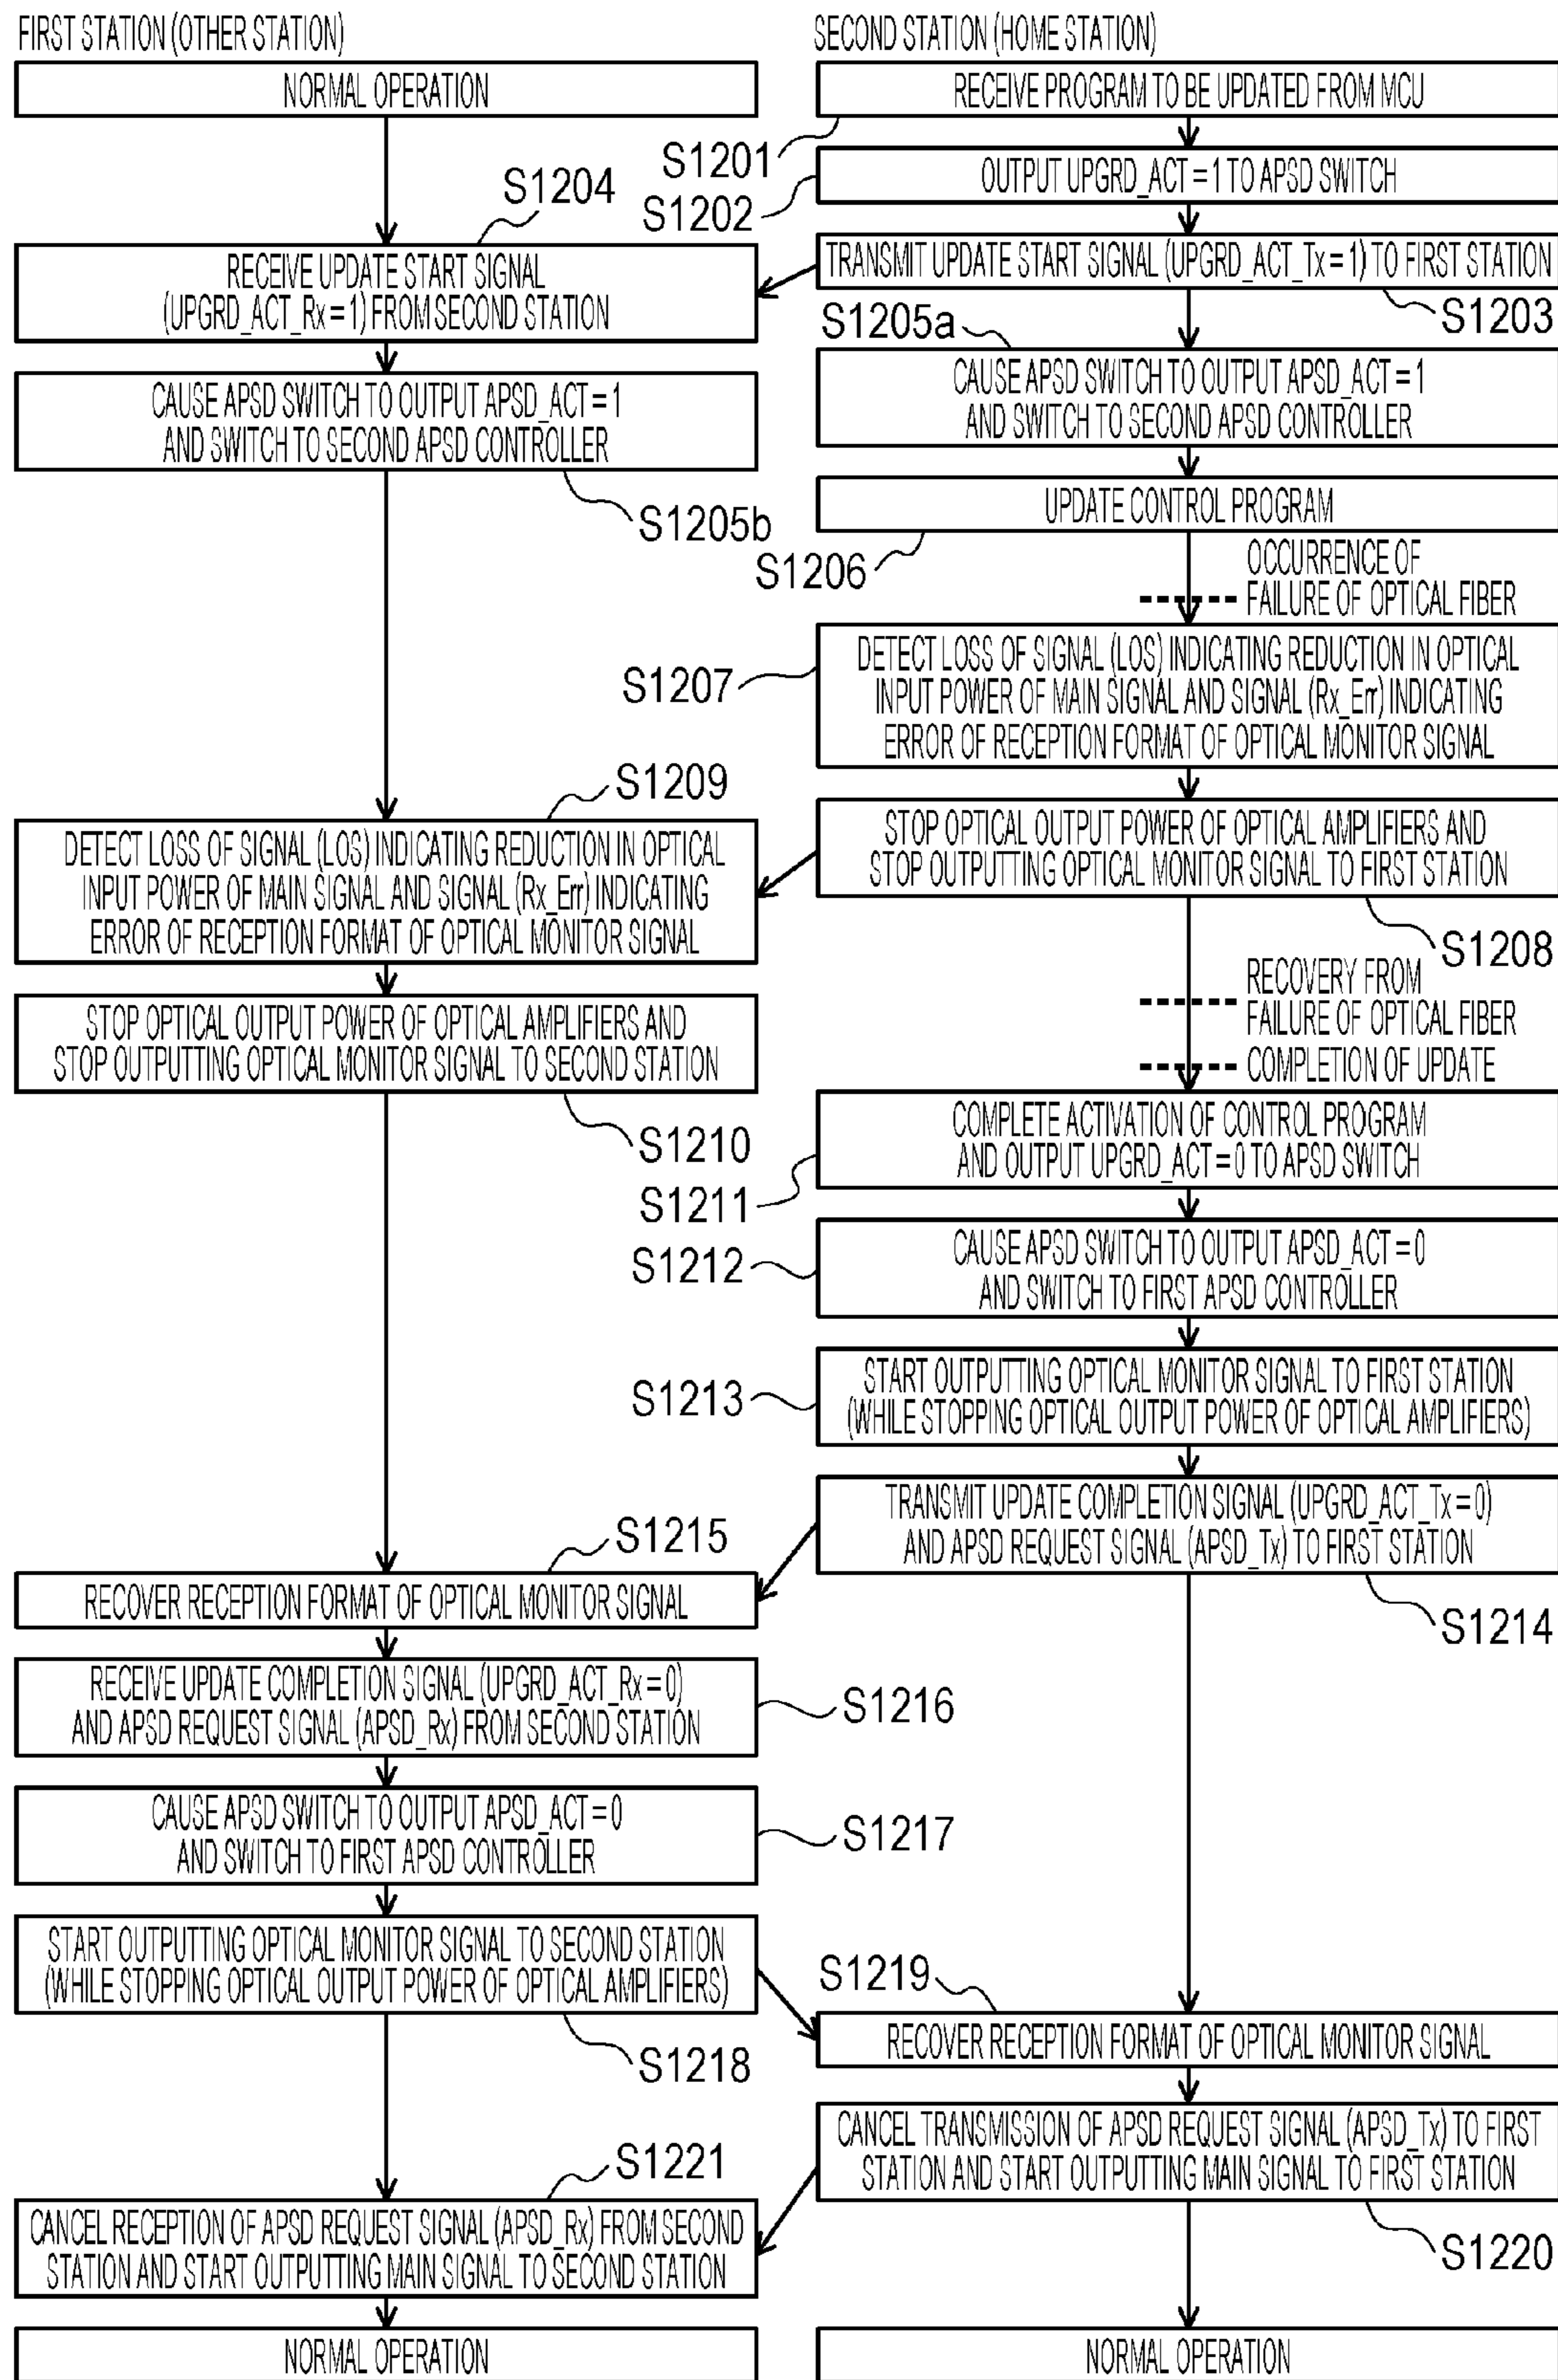 FIRST STATION (OTHER STATION)
SECOND STATION (HOME STATION)
NORMAL OPERATION
RECEIVE PROGRAM TO BE UPDATED FROM MCU
S1201
OUTPUT UPGRD_ACT = 1 TO APSD SWITCH
S1202
TRANSMIT UPDATE START SIGNAL (UPGRD_ACT_Tx = 1) TO FIRST STATION
S1203
S1204
RECEIVE UPDATE START SIGNAL
(UPGRD_ACT_Rx = 1) FROM SECOND STATION
S1205a
CAUSE APSD SWITCH TO OUTPUT APSD_ACT = 1
AND SWITCH TO SECOND APSD CONTROLLER
CAUSE APSD SWITCH TO OUTPUT APSD_ACT = 1
AND SWITCH TO SECOND APSD CONTROLLER
S1205b
UPDATE CONTROL PROGRAM
S1206
OCCURRENCE OF
FAILURE OF OPTICAL FIBER
S1207
DETECT LOSS OF SIGNAL (LOS) INDICATING REDUCTION IN OPTICAL
INPUT POWER OF MAIN SIGNAL AND SIGNAL (Rx_Err) INDICATING
ERROR OF RECEPTION FORMAT OF OPTICAL MONITOR SIGNAL
STOP OPTICAL OUTPUT POWER OF OPTICAL AMPLIFIERS AND
STOP OUTPUTTING OPTICAL MONITOR SIGNAL TO FIRST STATION
S1208
S1209
DETECT LOSS OF SIGNAL (LOS) INDICATING REDUCTION IN OPTICAL
INPUT POWER OF MAIN SIGNAL AND SIGNAL (Rx_Err) INDICATING
ERROR OF RECEPTION FORMAT OF OPTICAL MONITOR SIGNAL
STOP OPTICAL OUTPUT POWER OF OPTICAL AMPLIFIERS AND
STOP OUTPUTTING OPTICAL MONITOR SIGNAL TO SECOND STATION
S1210
RECOVERY FROM
FAILURE OF OPTICAL FIBER
COMPLETION OF UPDATE
COMPLETE ACTIVATION OF CONTROL PROGRAM
AND OUTPUT UPGRD_ACT = 0 TO APSD SWITCH
S1211
CAUSE APSD SWITCH TO OUTPUT APSD_ACT = 0
AND SWITCH TO FIRST APSD CONTROLLER
S1212
START OUTPUTTING OPTICAL MONITOR SIGNAL TO FIRST STATION
(WHILE STOPPING OPTICAL OUTPUT POWER OF OPTICAL AMPLIFIERS)
S1213
TRANSMIT UPDATE COMPLETION SIGNAL (UPGRD_ACT_Tx = 0)
AND APSD REQUEST SIGNAL (APSD_Tx) TO FIRST STATION
S1214
S1215
RECOVER RECEPTION FORMAT OF OPTICAL MONITOR SIGNAL
RECEIVE UPDATE COMPLETION SIGNAL (UPGRD_ACT_Rx = 0)
AND APSD REQUEST SIGNAL (APSD_Rx) FROM SECOND STATION
S1216
CAUSE APSD SWITCH TO OUTPUT APSD_ACT = 0
AND SWITCH TO FIRST APSD CONTROLLER
S1217
START OUTPUTTING OPTICAL MONITOR SIGNAL TO SECOND STATION
(WHILE STOPPING OPTICAL OUTPUT POWER OF OPTICAL AMPLIFIERS)
S1218
S1219
RECOVER RECEPTION FORMAT OF OPTICAL MONITOR SIGNAL
CANCEL TRANSMISSION OF APSD REQUEST SIGNAL (APSD_Tx) TO FIRST
STATION AND START OUTPUTTING MAIN SIGNAL TO FIRST STATION
S1220
S1221
CANCEL RECEPTION OF APSD REQUEST SIGNAL (APSD_Rx) FROM SECOND
STATION AND START OUTPUTTING MAIN SIGNAL TO SECOND STATION
NORMAL OPERATION
NORMAL OPERATION